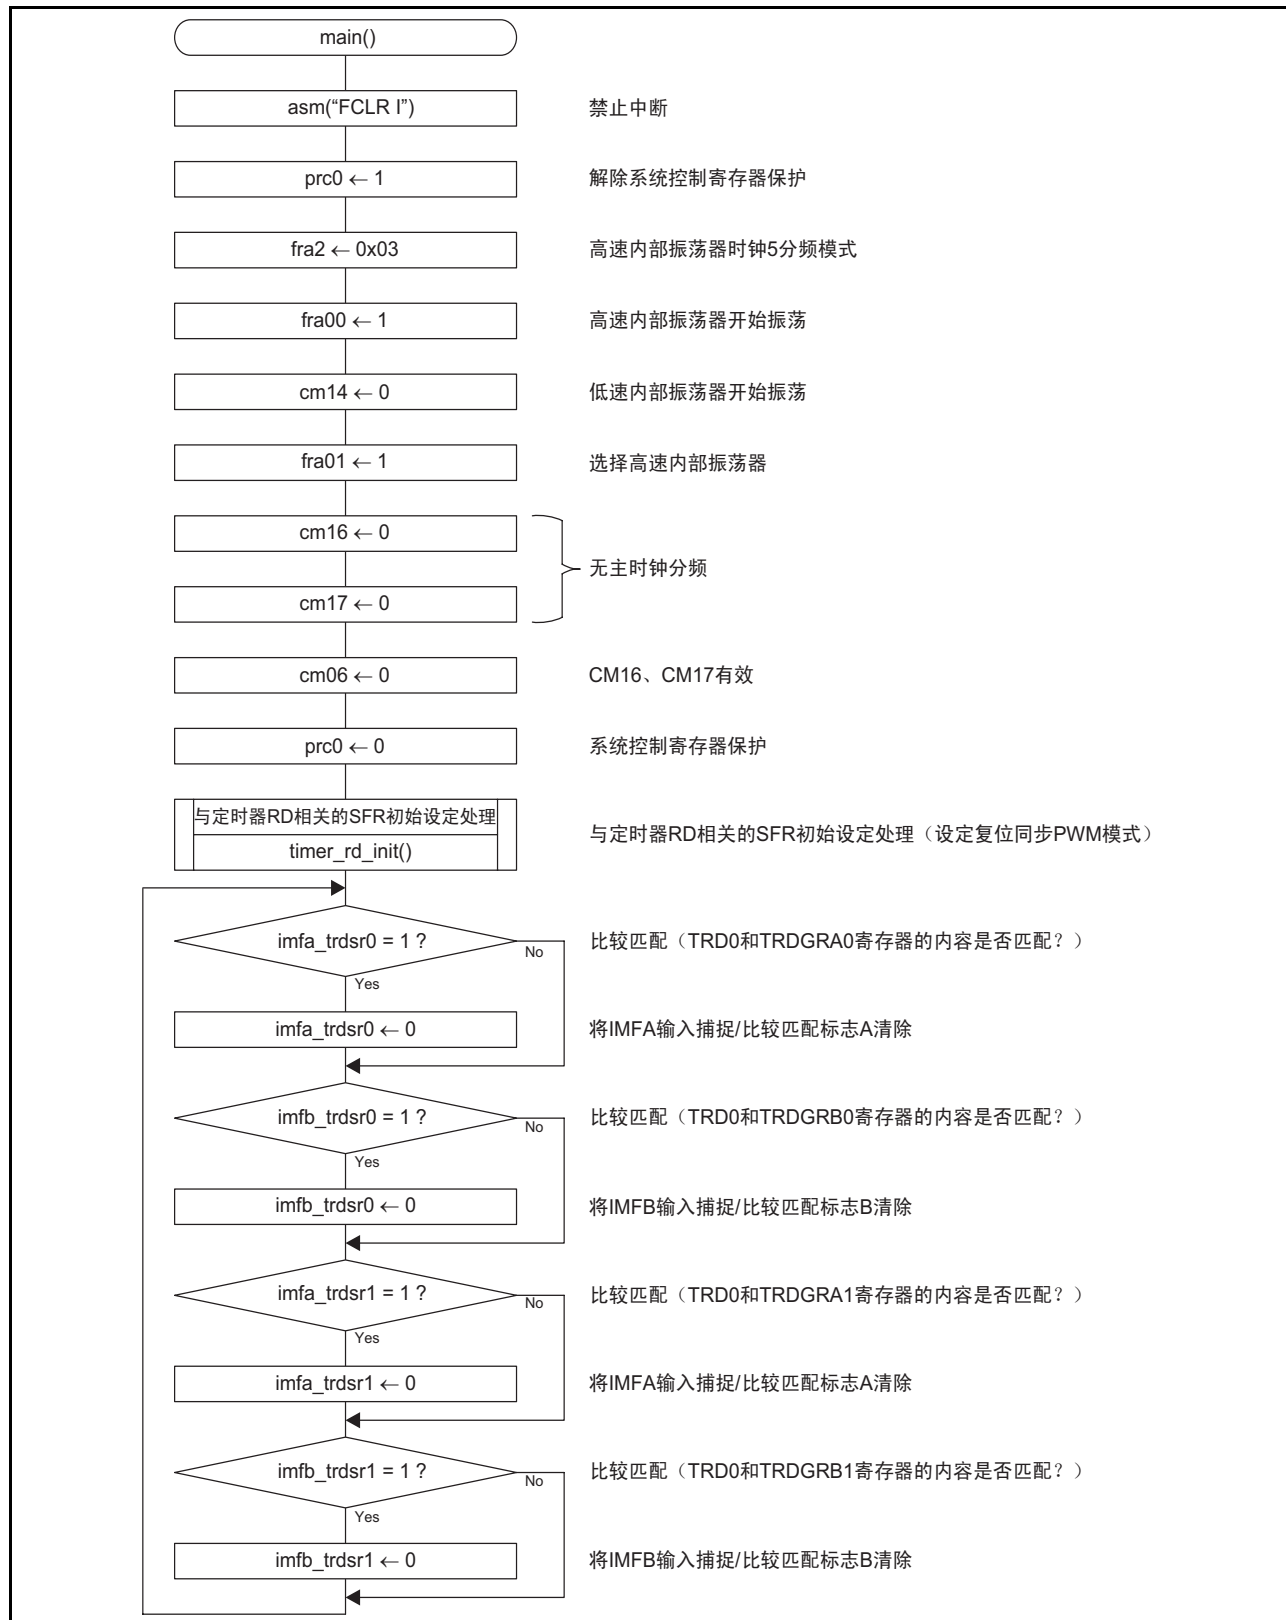 main()
asm(“FCLR I”) 禁止中断
prc0 ← 1 解除系统控制寄存器保护
fra2 ← 0x03 高速内部振荡器时钟5分频模式
fra00 ← 1 高速内部振荡器开始振荡
cm14 ← 0 低速内部振荡器开始振荡
fra01 ← 1 选择高速内部振荡器
cm16 ← 0
无主时钟分频
cm17 ← 0
cm06 ← 0 CM16、CM17有效
prc0 ← 0 系统控制寄存器保护
与定时器RD相关的SFR初始设定处理
与定时器RD相关的SFR初始设定处理（设定复位同步PWM模式）
timer_rd_init()
imfa_trdsr0 = 1 ? 比较匹配（TRD0和TRDGRA0寄存器的内容是否匹配？）
No
Yes
imfa_trdsr0 ← 0 将IMFA输入捕捉/比较匹配标志A清除
imfb_trdsr0 = 1 ? 比较匹配（TRD0和TRDGRB0寄存器的内容是否匹配？）
No
Yes
imfb_trdsr0 ← 0 将IMFB输入捕捉/比较匹配标志B清除
imfa_trdsr1 = 1 ? 比较匹配（TRD0和TRDGRA1寄存器的内容是否匹配？）
No
Yes
imfa_trdsr1 ← 0 将IMFA输入捕捉/比较匹配标志A清除
imfb_trdsr1 = 1 ? 比较匹配（TRD0和TRDGRB1寄存器的内容是否匹配？）
No
Yes
imfb_trdsr1 ← 0 将IMFB输入捕捉/比较匹配标志B清除